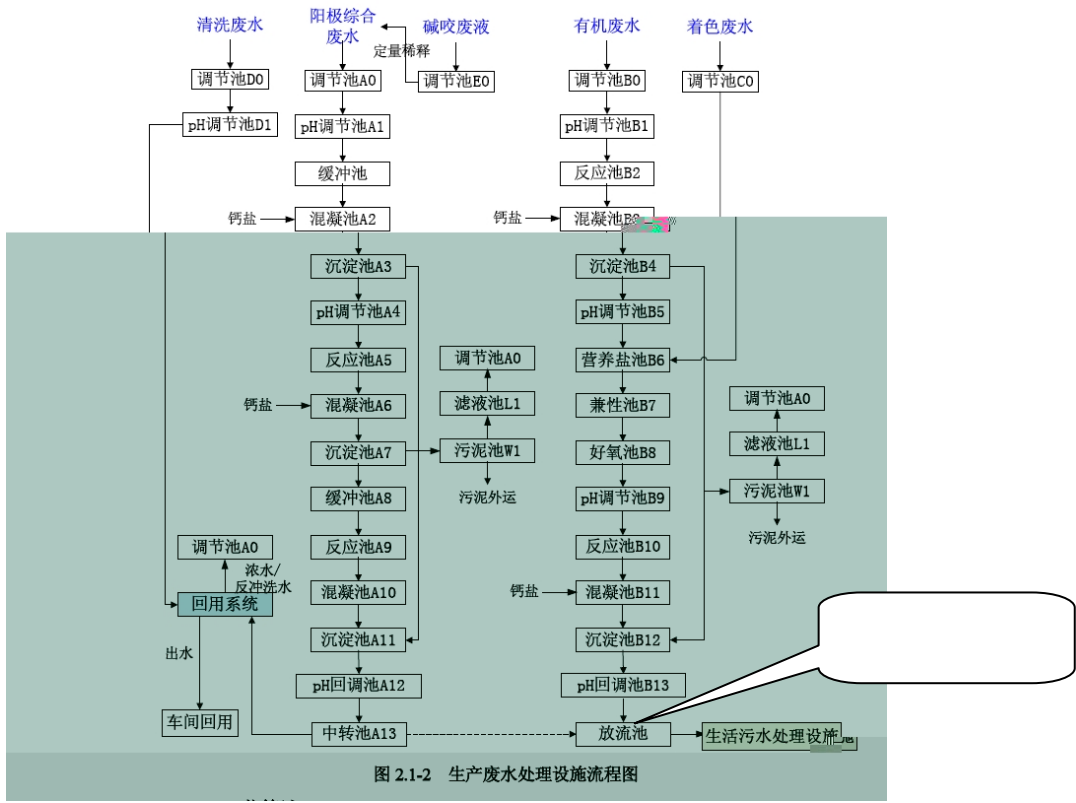 清洗废水
阳极综合
废水
碱咬废液
有机废水
着色废水
定量稀释
调节池D0
调节池A0
调节池E0
调节池B0
调节池C0
pH调节池D1
pH调节池A1
pH调节池B1
缓冲池
反应池B2
钙盐
混凝池A2
钙盐
混凝池B3
沉淀池A3
沉淀池B4
pH调节池A4
pH调节池B5
反应池A5
调节池A0
营养盐池B6
钙盐
混凝池A6
滤液池L1
兼性池B7
调节池A0
沉淀池A7
污泥池W1
好氧池B8
滤液池L1
缓冲池A8
污泥外运
pH调节池B9
污泥池W1
调节池A0
反应池A9
反应池B10
污泥外运
浓水/
反冲洗水
回用系统
混凝池A10
钙盐
混凝池B11
出水
沉淀池A11
沉淀池B12
pH回调池A12
pH回调池B13
车间回用
中转池A13
放流池
生活污水处理设施
图 2.1-2 生产废水处理设施流程图